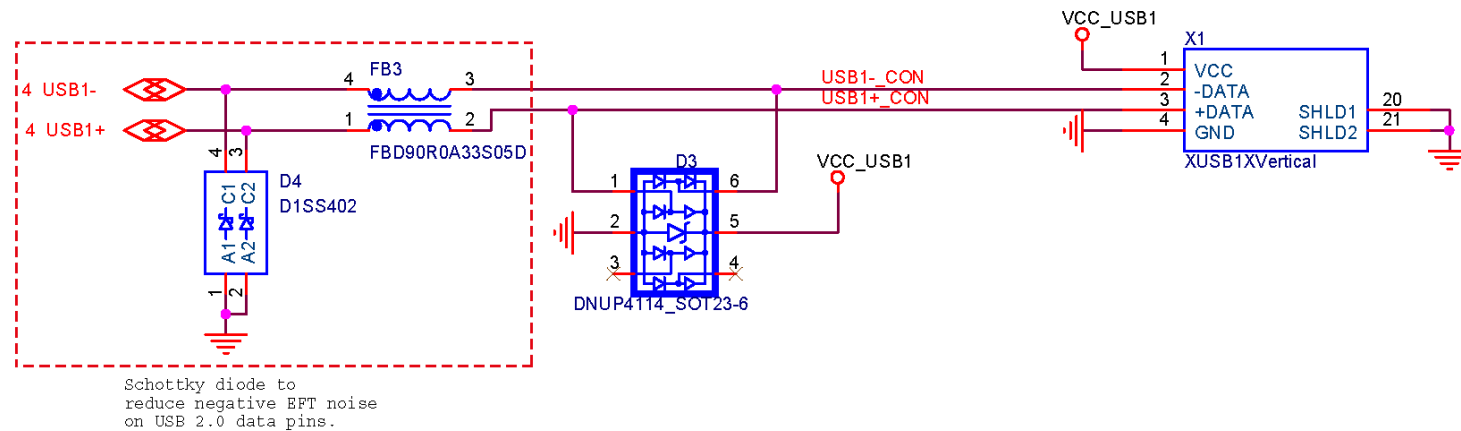 VCC_USB1
X1
FB3
4
3
USB1-_CON
1
VCC
4 USB1-
2
-DATA
USB1+_CON
3
+DATA
SHLD1
20
4 USB1+
1
2
4
GND
SHLD2
21
FBD90R0A33S05D
XUSB1XVertical
4
3
D3
VCC_USB1
D4
D1SS402
C1
C2
A1
A2
1
6
2
5
3
4
1
2
DNUP4114_SOT23-6
Schottky diode to
reduce negative EFT noise
on USB 2.0 data pins.